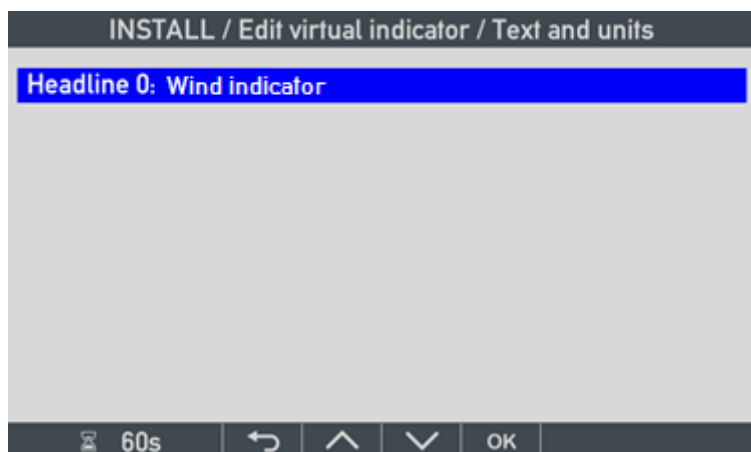 INSTALL / Edit virtual indicator / Text and units
Headline 0: Wind indicator
60s OK